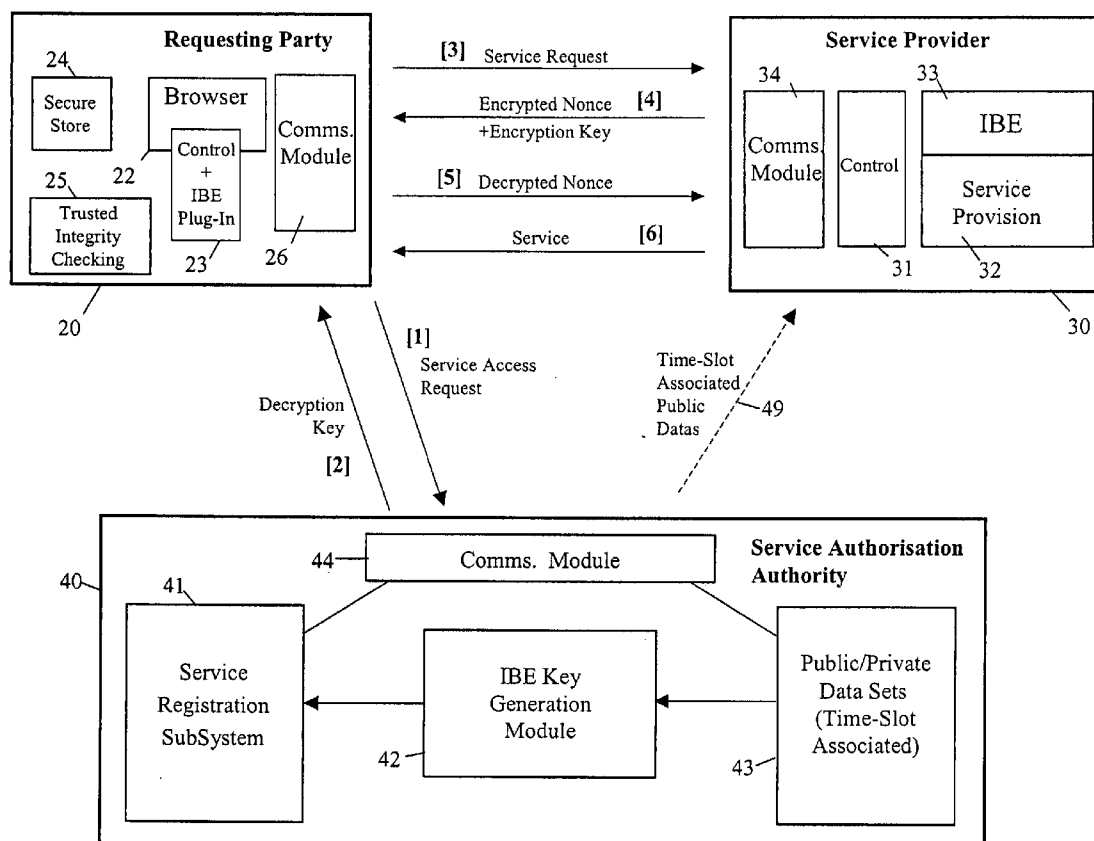 Requesting Party
24
Secure
Store
Browser
22
Control
+
IBE
Plug-In
23
Comms.
Module
26
25
Trusted
Integrity
Checking
20
[3] Service Request
Encrypted Nonce [4]
+Encryption Key
[5] Decrypted Nonce
Service [6]
Service Provider
34
Comms.
Module
Control
31
33
IBE
Service
Provision
32
30
[1]
Service Access
Request
Decryption
Key
[2]
Time-Slot
Associated
Public
Datas
49
Service Authorisation
Authority
40
44
Comms. Module
41
Service
Registration
SubSystem
IBE Key
Generation
Module
42
Public/Private
Data Sets
(Time-Slot
Associated)
43